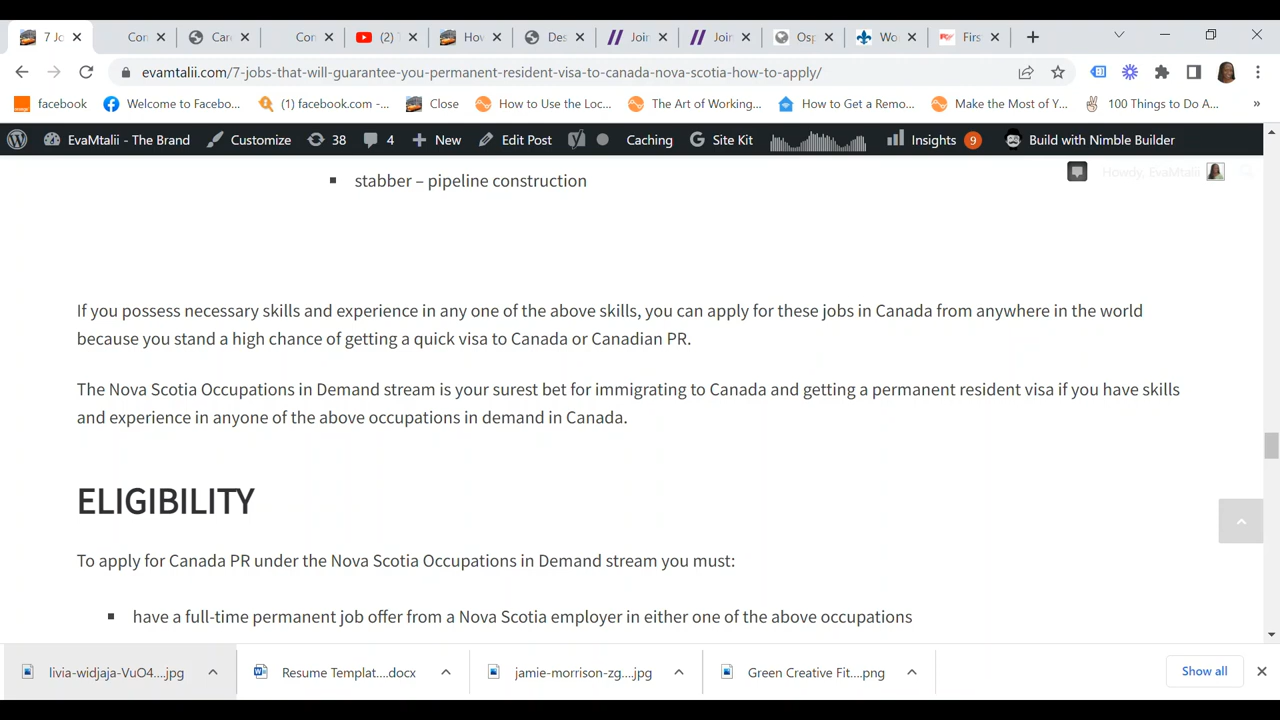 7 Jo
Con
Car
Con
(2) T
How
Des
Join
Join
Osp
Wo
Firs
evamtalii.com/7-jobs-that-will-guarantee-you-permanent-resident-visa-to-canada-nova-scotia-how-to-apply/
facebook
Welcome to Facebo...
(1) facebook.com -...
Close
How to Use the Loc...
The Art of Working...
How to Get a Remo...
Make the Most of Y...
100 Things to Do A...
»
EvaMtalii - The Brand
Customize
38
4
New
Edit Post
Caching
Site Kit
Insights
9
Build with Nimble Builder
Howdy, EvaMtalii
▪ stabber – pipeline construction
If you possess necessary skills and experience in any one of the above skills, you can apply for these jobs in Canada from anywhere in the world
because you stand a high chance of getting a quick visa to Canada or Canadian PR.
The Nova Scotia Occupations in Demand stream is your surest bet for immigrating to Canada and getting a permanent resident visa if you have skills
and experience in anyone of the above occupations in demand in Canada.
ELIGIBILITY
To apply for Canada PR under the Nova Scotia Occupations in Demand stream you must:
▪ have a full-time permanent job offer from a Nova Scotia employer in either one of the above occupations
livia-widjaja-VuO4....jpg
Resume Templat....docx
jamie-morrison-zg....jpg
Green Creative Fit....png
Show all